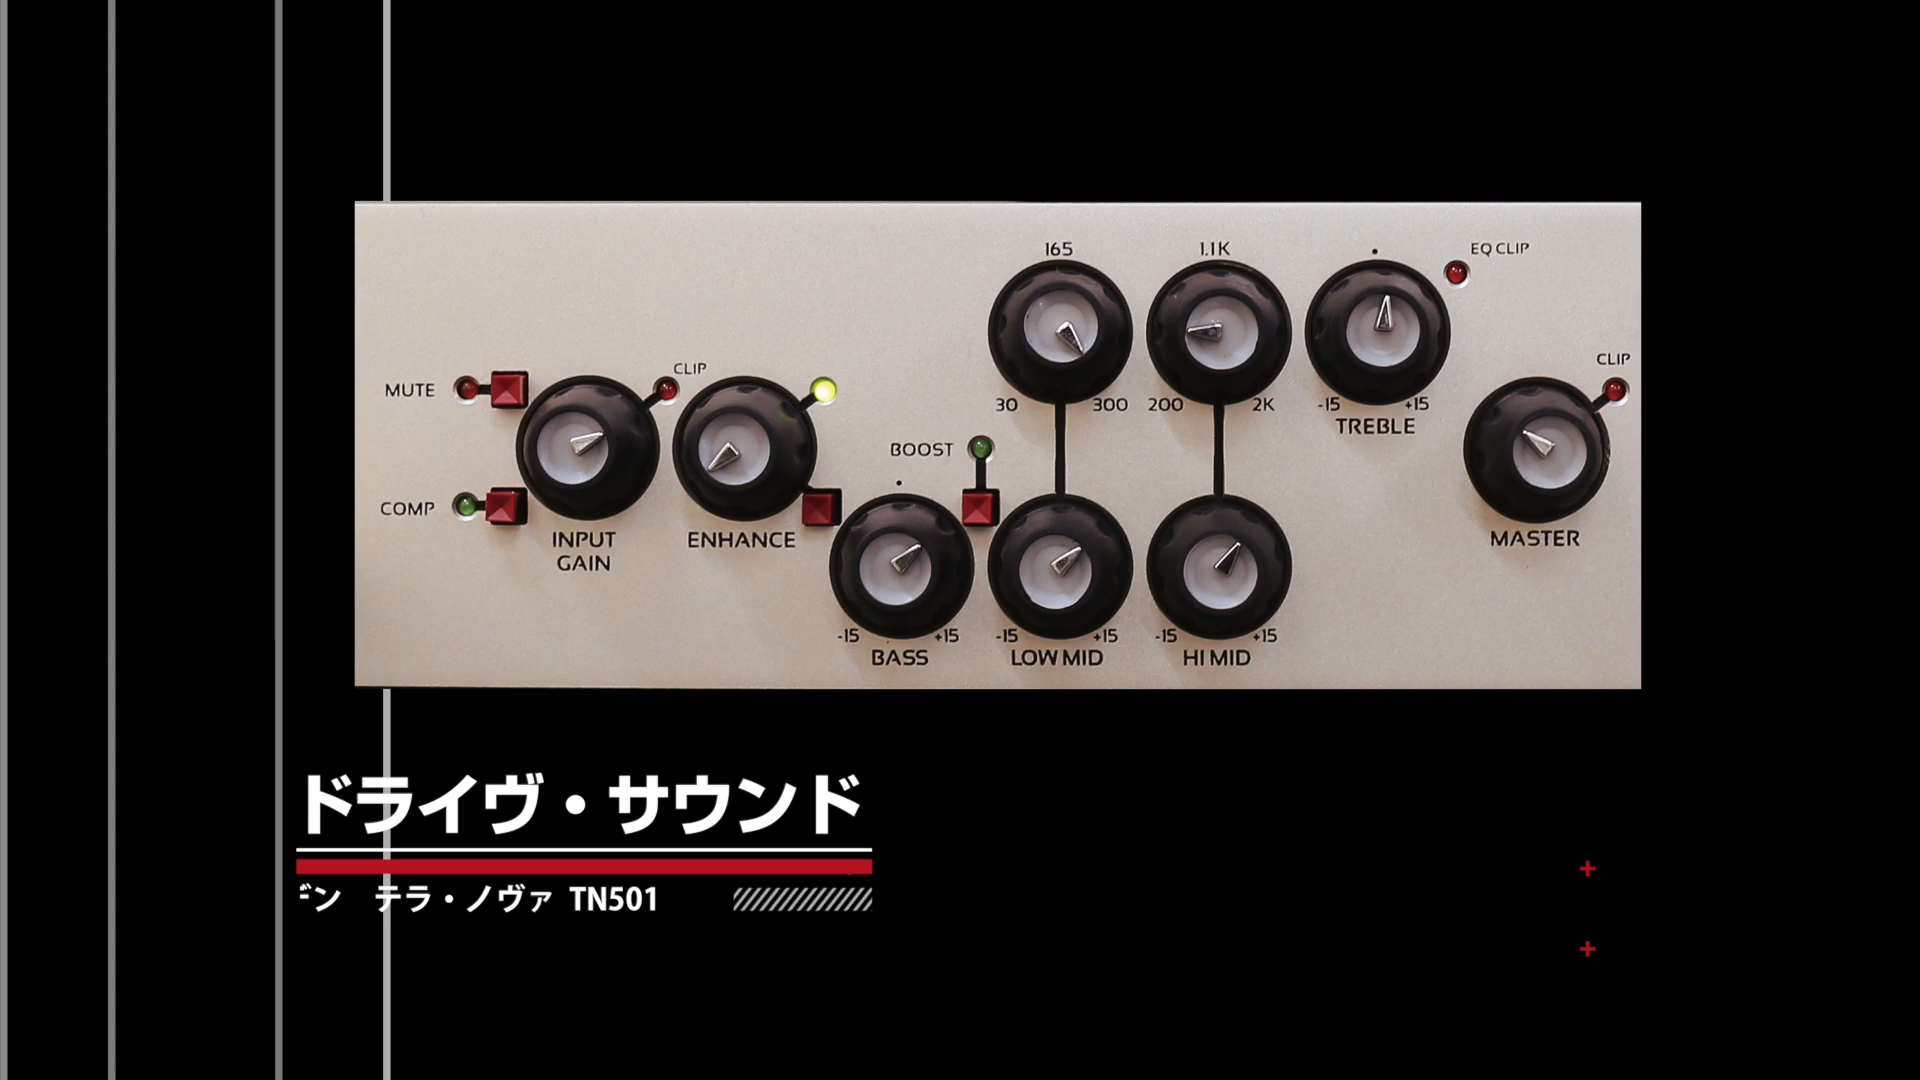 165
1.1K
EQ CLIP
CLIP
CLIP
MUTE
30 300
200 2K
-15 +15
TREBLE
BOOST
COMP
INPUT
GAIN
ENHANCE
MASTER
-15 +15
-15 +15
-15 +15
BASS
LOW MID
HI MID
ドライヴ・サウンド
テラ・ノヴァ TN501